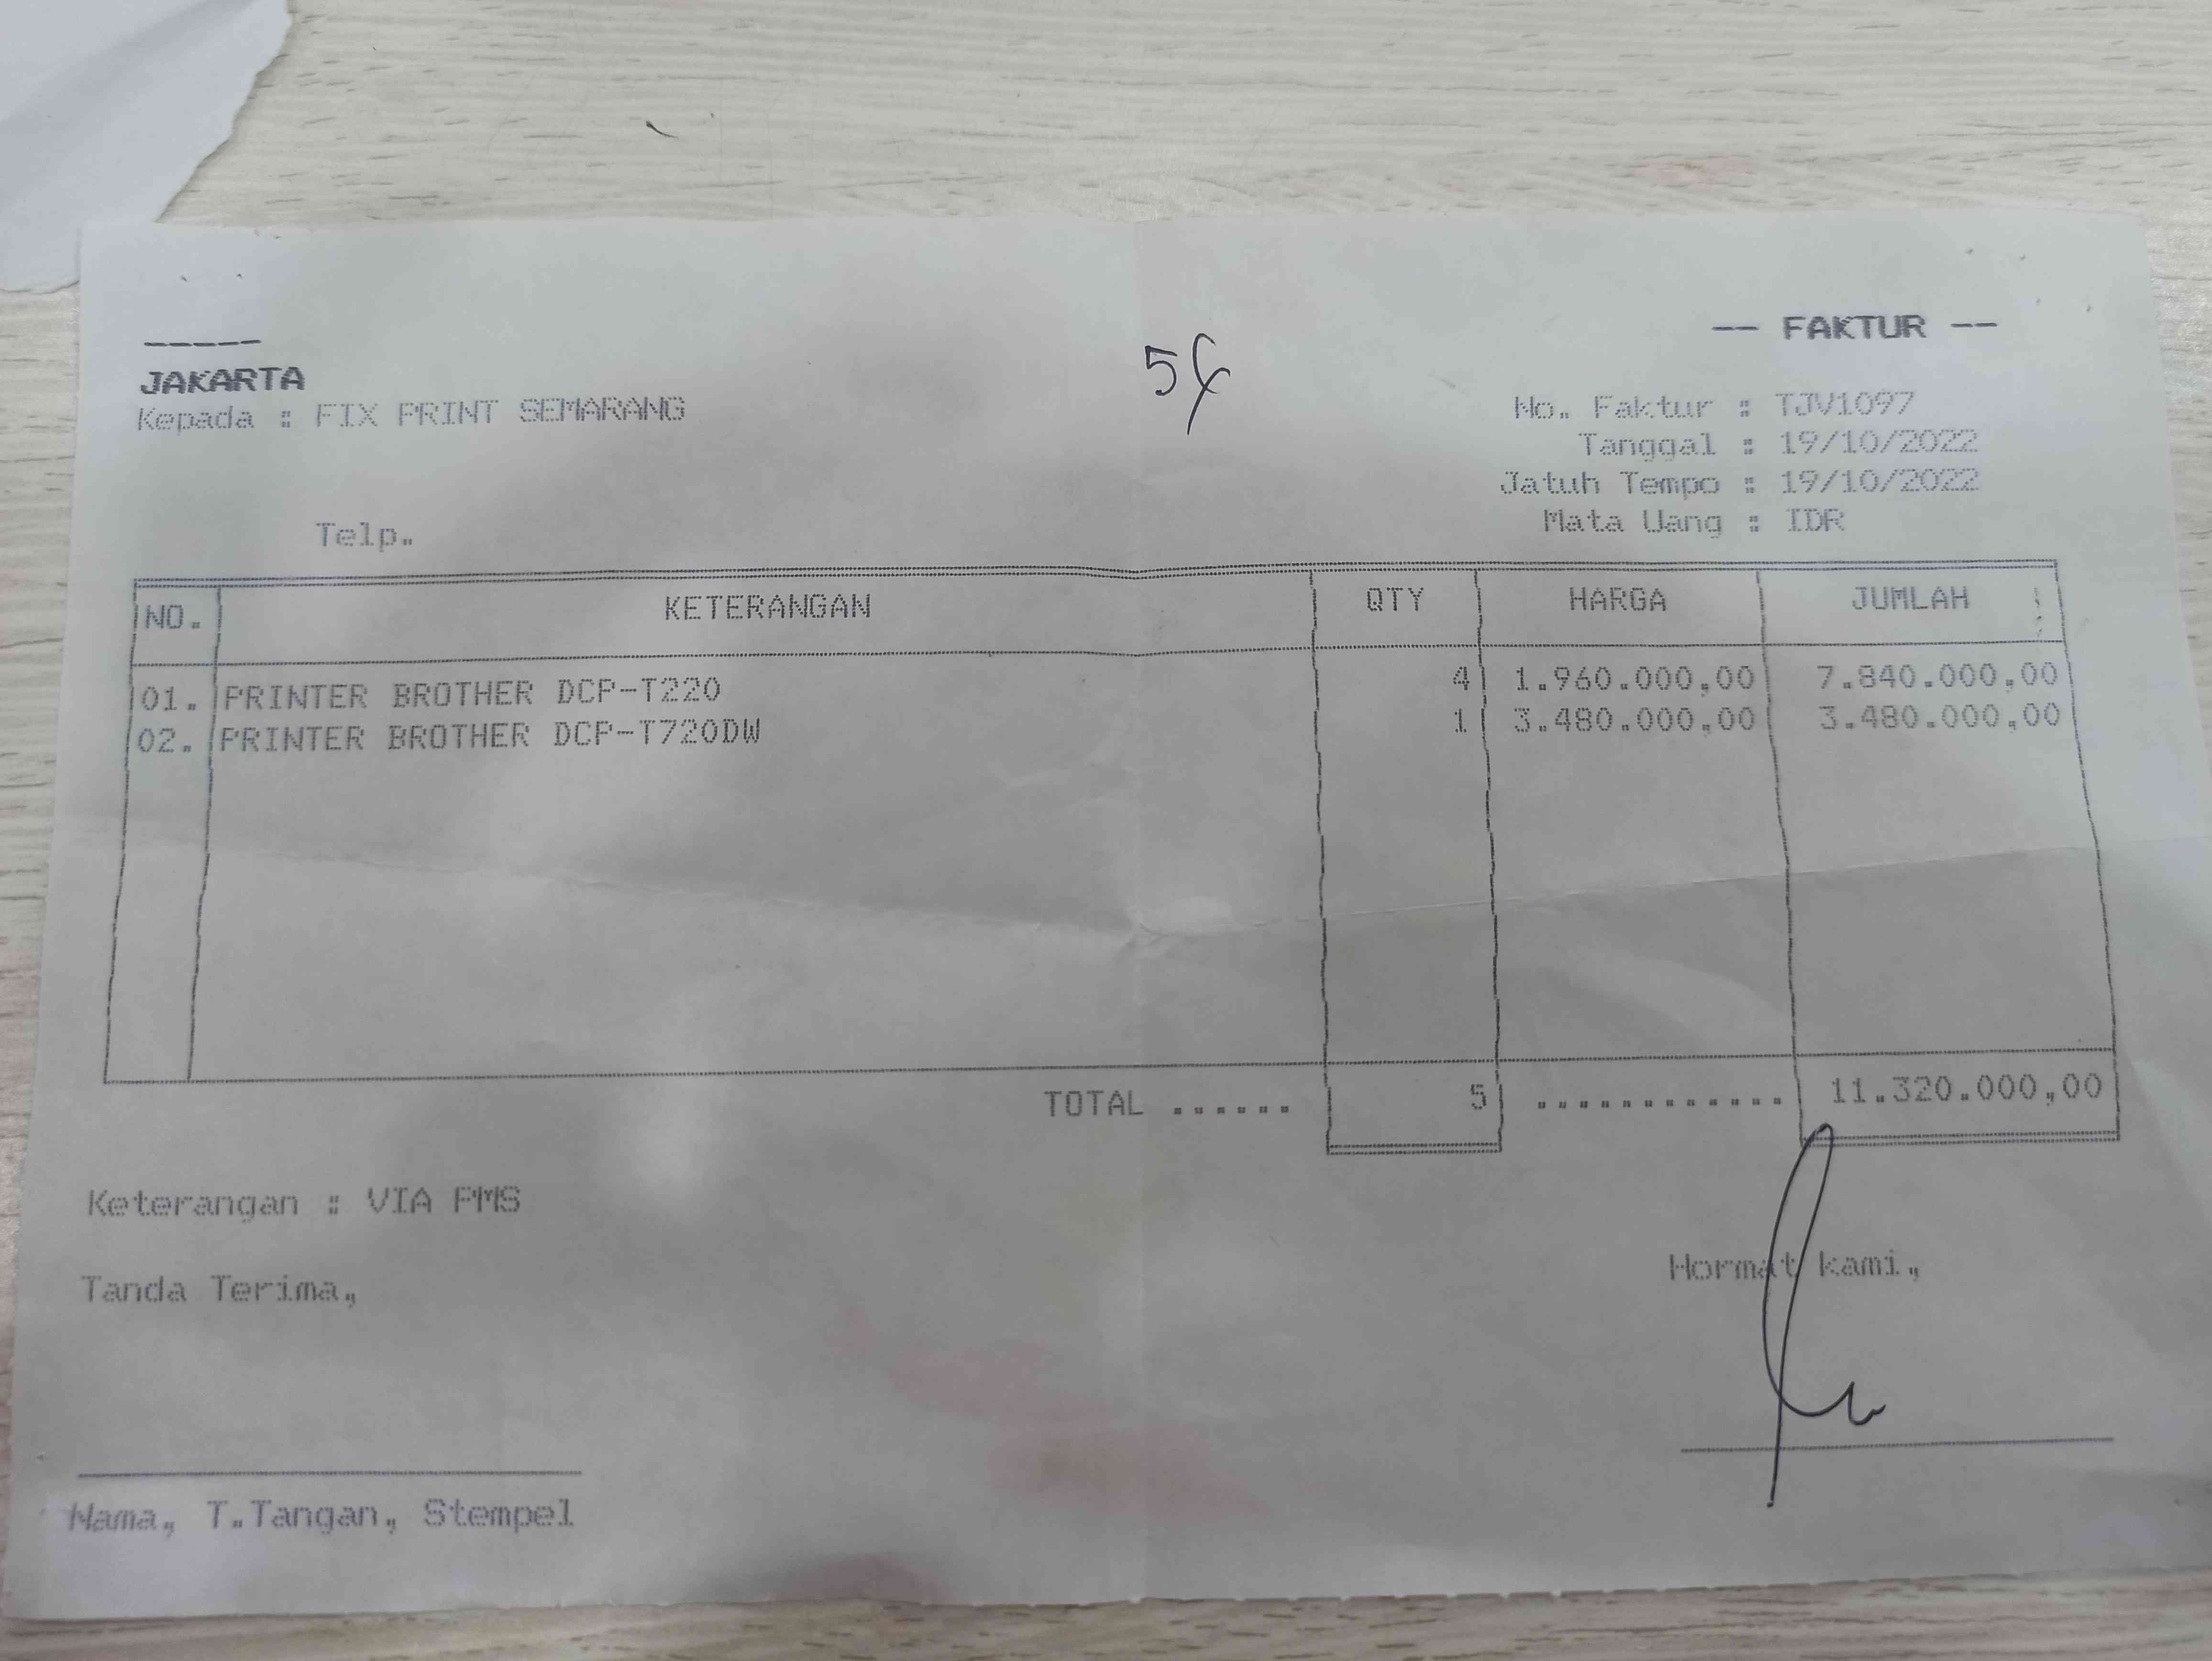 -----
-- FAKTUR --
JAKARTA
Kepada : FIX PRINT SEMARANG
No. Faktur : TJV1097
Tanggal : 19/10/2022
Jatuh Tempo : 19/10/2022
Mata Uang : IDR
Telp.
NO. KETERANGAN QTY HARGA JUMLAH
01. PRINTER BROTHER DCP-T220 4 1.960.000,00 7.840.000,00
02. PRINTER BROTHER DCP-T720DW 1 3.480.000,00 3.480.000,00
TOTAL ...... 5 ............ 11.320.000,00
Keterangan : VIA PMS
Tanda Terima,
Hormat kami,
Nama, T.Tangan, Stempel